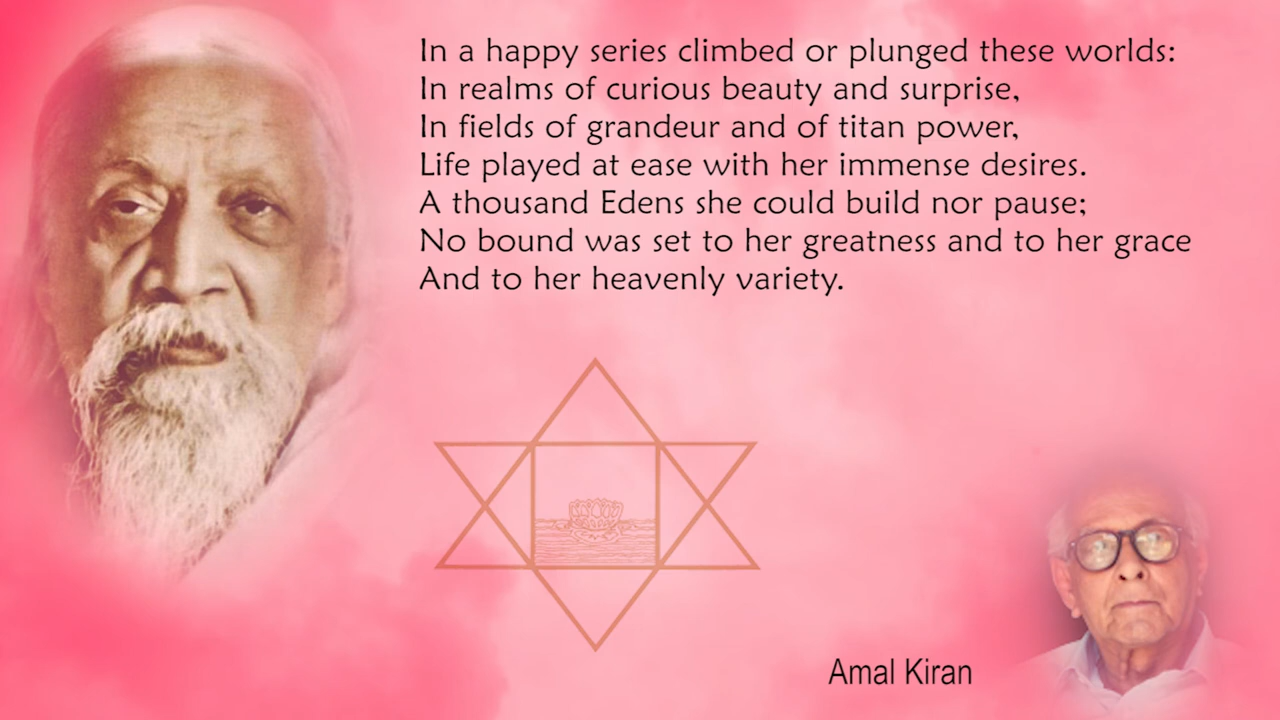 In a happy series climbed or plunged these worlds:
In realms of curious beauty and surprise,
In fields of grandeur and of titan power,
Life played at ease with her immense desires.
A thousand Edens she could build nor pause;
No bound was set to her greatness and to her grace
And to her heavenly variety.
Amal Kiran